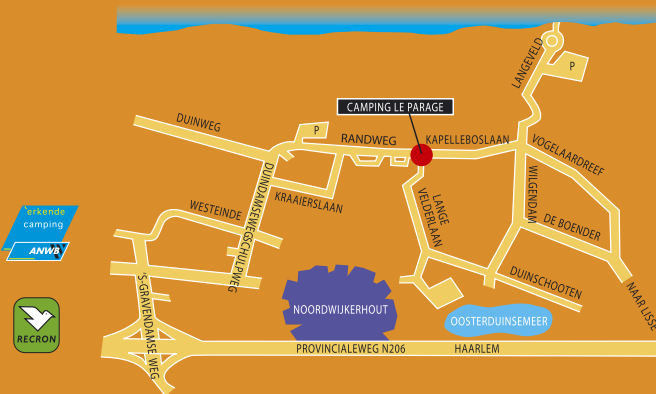 LANGEVELD
P
CAMPING LE PARAGE
DUINWEG
P
RANDWEG
KAPELLEBOSLAAN
VOGELAARDREEF
DUINDAMSEWEG
SCHULPWEG
KRAAIERSLAAN
WILGENDAM
LANGE
VELDERLAAN
WESTEINDE
DE BOENDER
'erkende
camping
ANWB
'S-GRAVENDAMSE WEG
DUINSCHOOTEN
NAAR LISSE
NOORDWIJKERHOUT
OOSTERDUINSEMEER
RECRON
PROVINCIALEWEG N206
HAARLEM